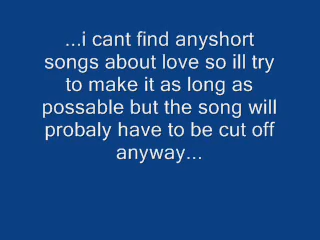 ...i cant find anyshort
songs about love so ill try
to make it as long as
possable but the song will
probaly have to be cut off
anyway...